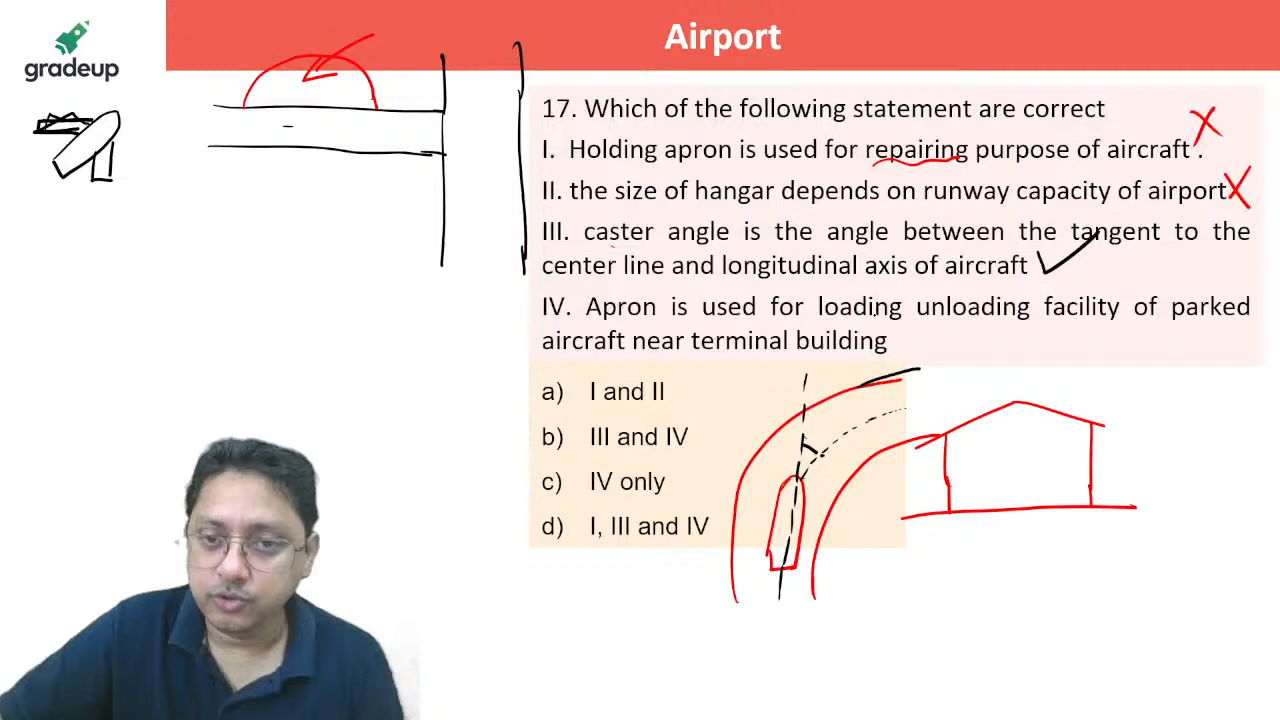 Airport
gradeup
17. Which of the following statement are correct
I. Holding apron is used for repairing purpose of aircraft .
II. the size of hangar depends on runway capacity of airport
III. caster angle is the angle between the tangent to the
center line and longitudinal axis of aircraft
IV. Apron is used for loading unloading facility of parked
aircraft near terminal building
a) I and II
b) III and IV
c) IV only
d) I, III and IV